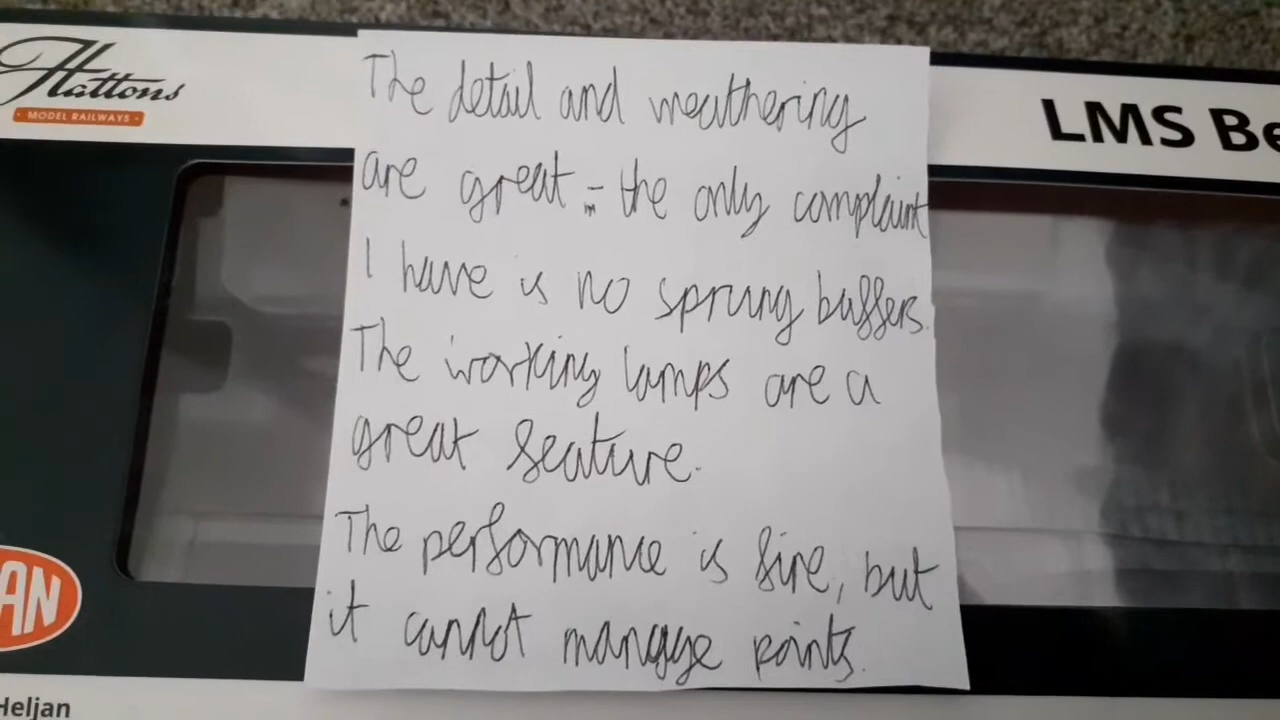 Hattons
MODEL RAILWAYS
LMS Be
The detail and weathering
are great - the only complaint
I have is no sprung buffers.
The working lamps are a
great feature.
The performance is fine, but
it cannot manage points.
AN
Heljan